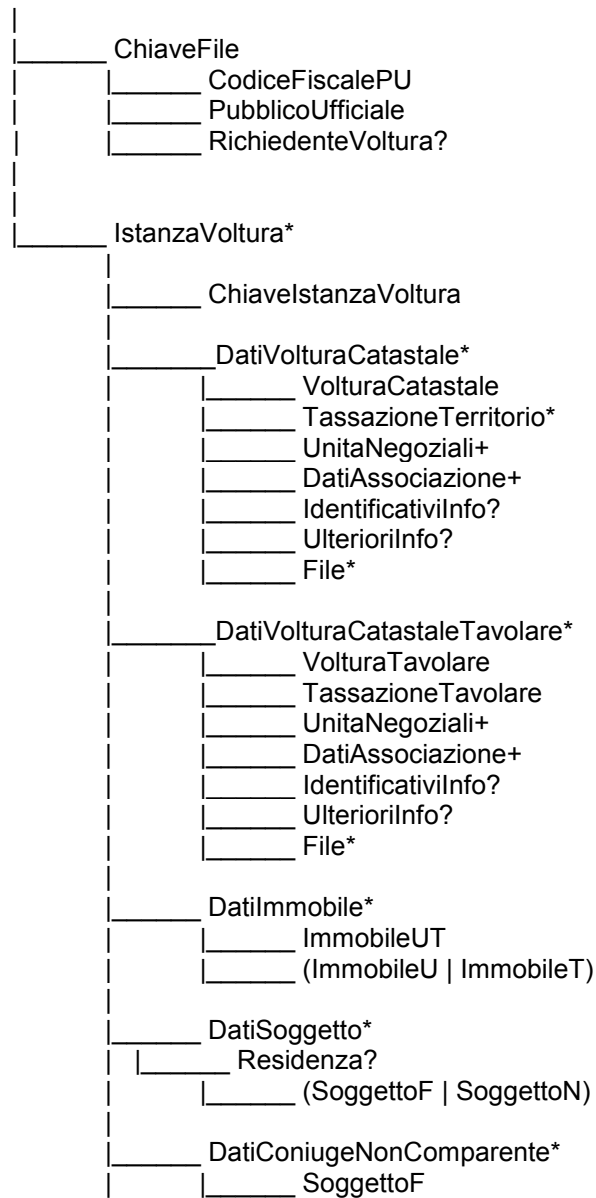 ChiaveFile
CodiceFiscalePU
PubblicoUfficiale
RichiedenteVoltura?
IstanzaVoltura*
ChiaveIstanzaVoltura
DatiVolturaCatastale*
VolturaCatastale
TassazioneTerritorio*
UnitaNegoziali+
DatiAssociazione+
IdentificativiInfo?
UlterioriInfo?
File*
DatiVolturaCatastaleTavolare*
VolturaTavolare
TassazioneTavolare
UnitaNegoziali+
DatiAssociazione+
IdentificativiInfo?
UlterioriInfo?
File*
DatiImmobile*
ImmobileUT
(ImmobileU | ImmobileT)
DatiSoggetto*
Residenza?
(SoggettoF | SoggettoN)
DatiConiugeNonComparente*
SoggettoF